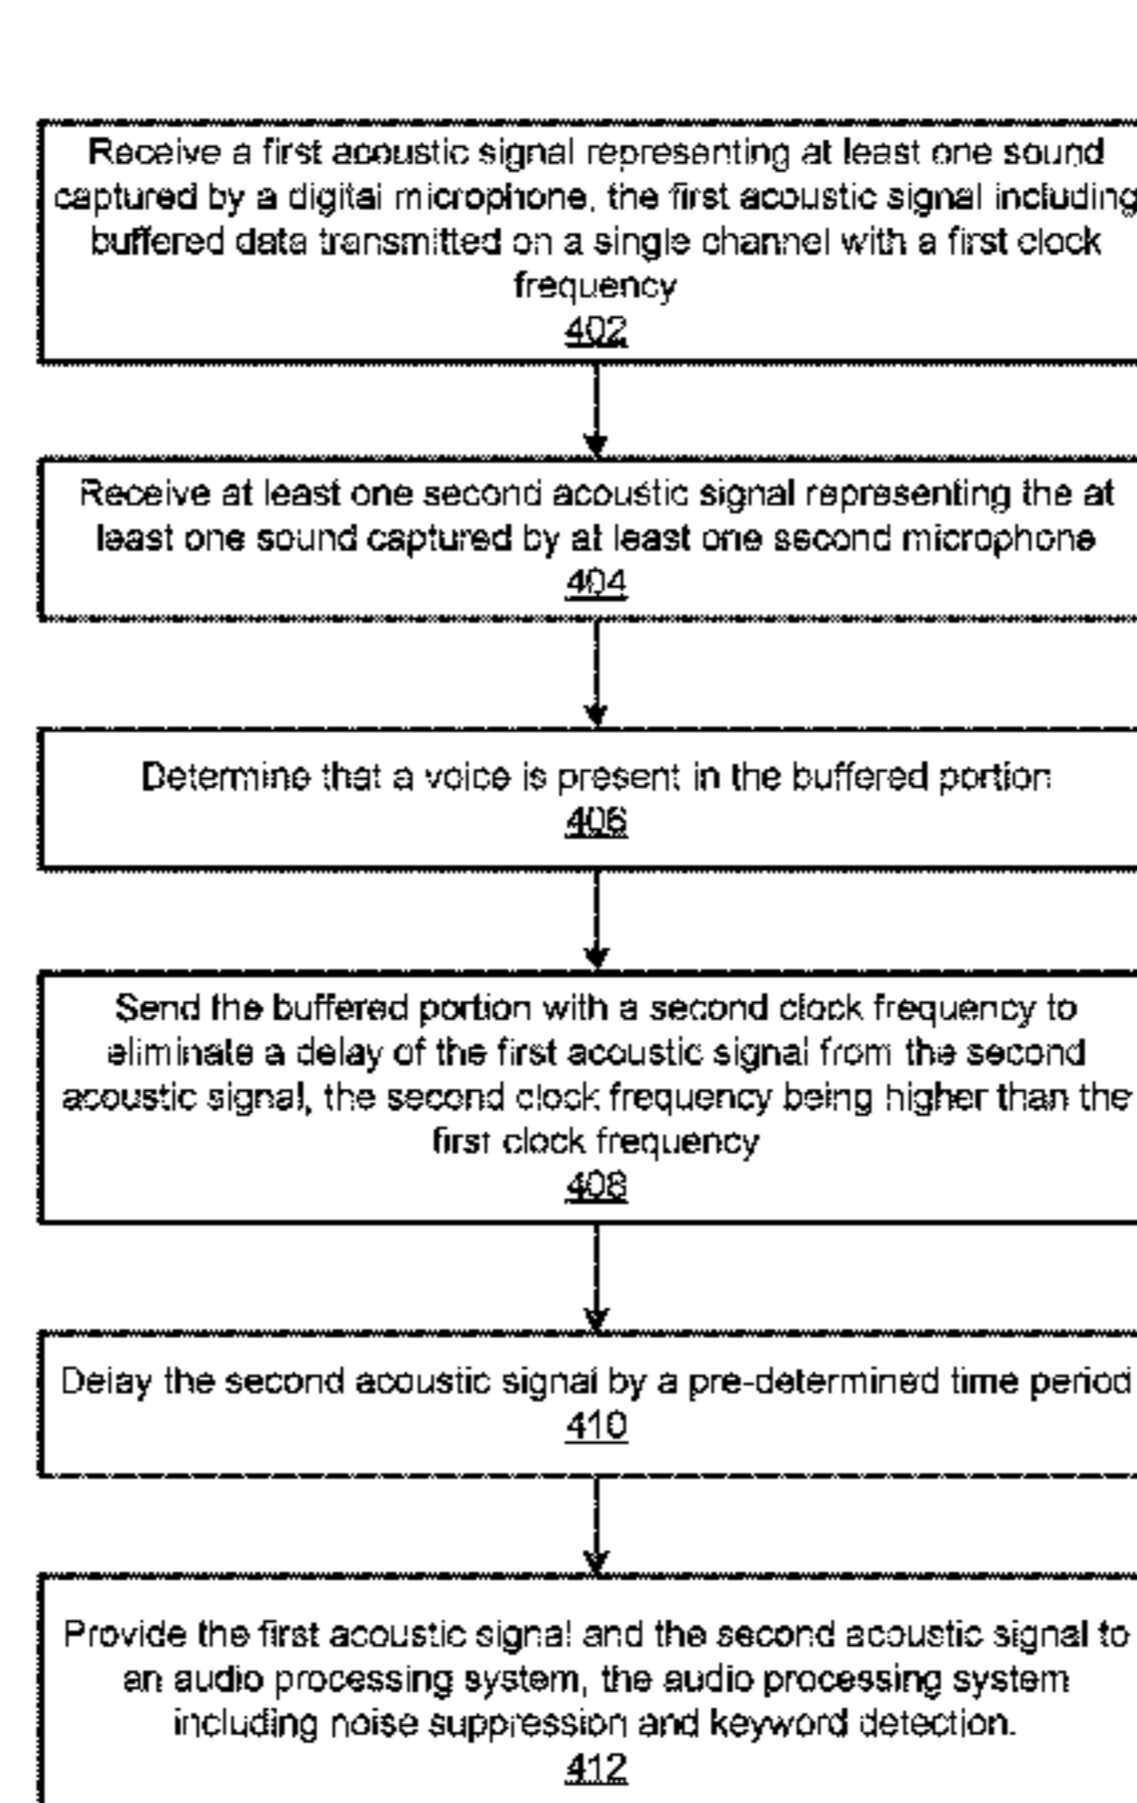 Receive a first acoustic signal representing at least one sound
captured by a digital microphone, the first acoustic signal including
buffered data transmitted on a single channel with a first clock
frequency
402
Receive at least one second acoustic signal representing the at
least one sound captured by at least one second microphone
404
Determine that a voice is present in the buffered portion
406
Send the buffered portion with a second clock frequency to
eliminate a delay of the first acoustic signal from the second
acoustic signal, the second clock frequency being higher than the
first clock frequency
408
Delay the second acoustic signal by a pre-determined time period
410
Provide the first acoustic signal and the second acoustic signal to
an audio processing system, the audio processing system
including noise suppression and keyword detection.
412